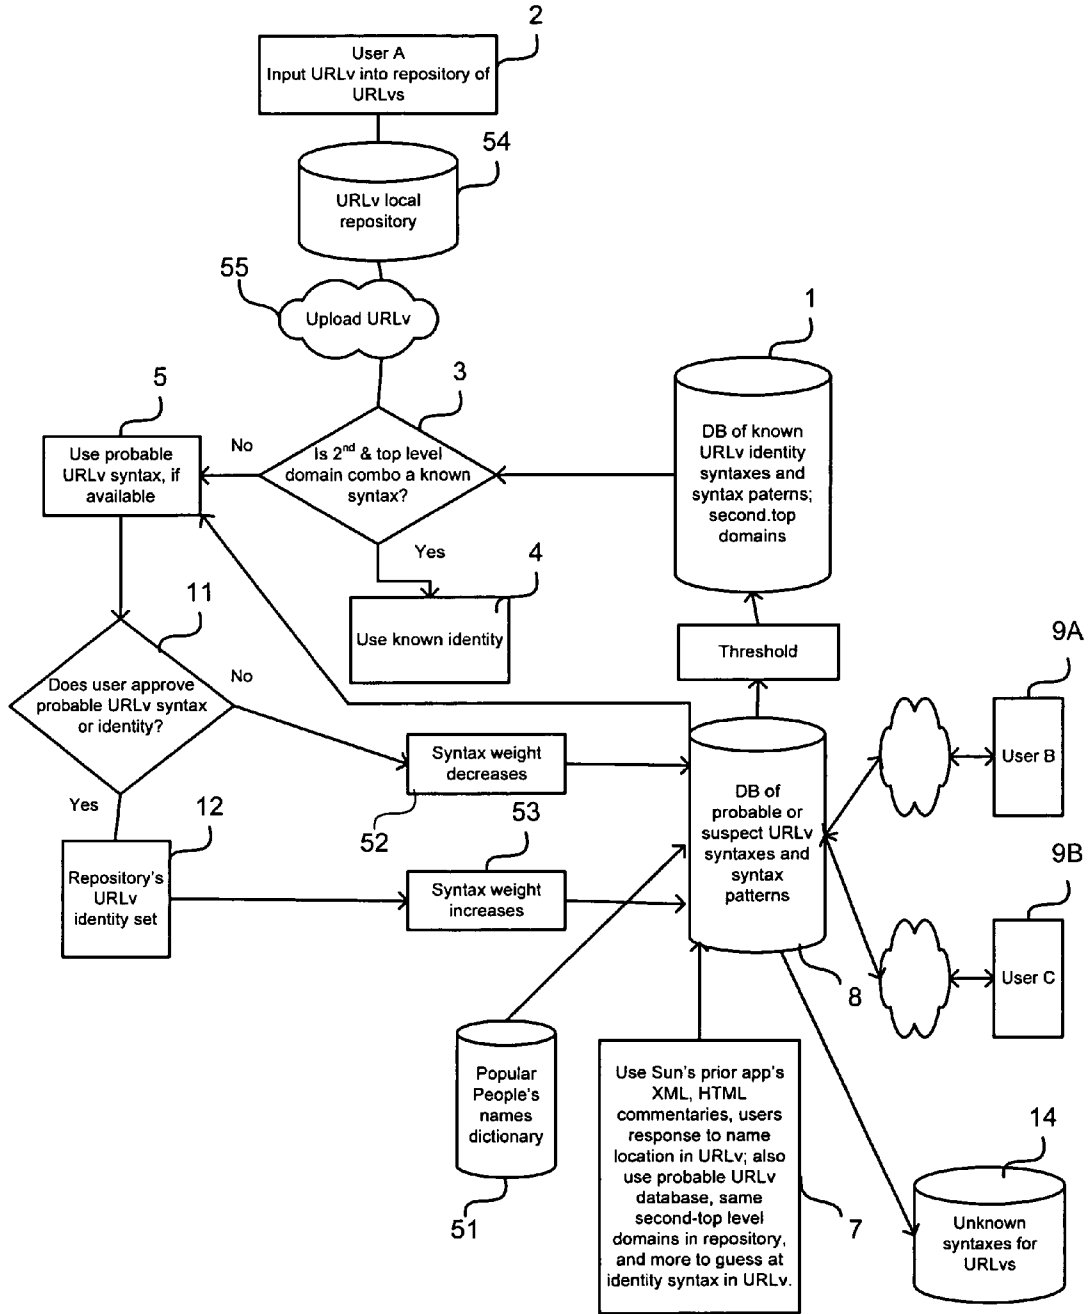 2
User A
Input URLv into repository of
URLvs
54
URLv local
repository
55
Upload URLv
1
5
3
DB of known
URLv identity
syntaxes and
syntax paterns;
second.top
domains
No
Use probable
URLv syntax, if
available
Is 2nd & top level
domain combo a known
syntax?
Yes
4
11
Use known identity
Threshold
9A
No
Does user approve
probable URLv syntax
or identity?
User B
Syntax weight
decreases
Yes
12
52
53
DB of
probable or
suspect URLv
syntaxes and
syntax
patterns
9B
Repository's
URLv
identity set
Syntax weight
increases
User C
8
Popular
People's
names
dictionary
51
Use Sun's prior app's
XML, HTML
commentaries, users
response to name
location in URLv; also
use probable URLv
database, same
second-top level
domains in repository,
and more to guess at
identity syntax in URLv.
7
14
Unknown
syntaxes for
URLvs